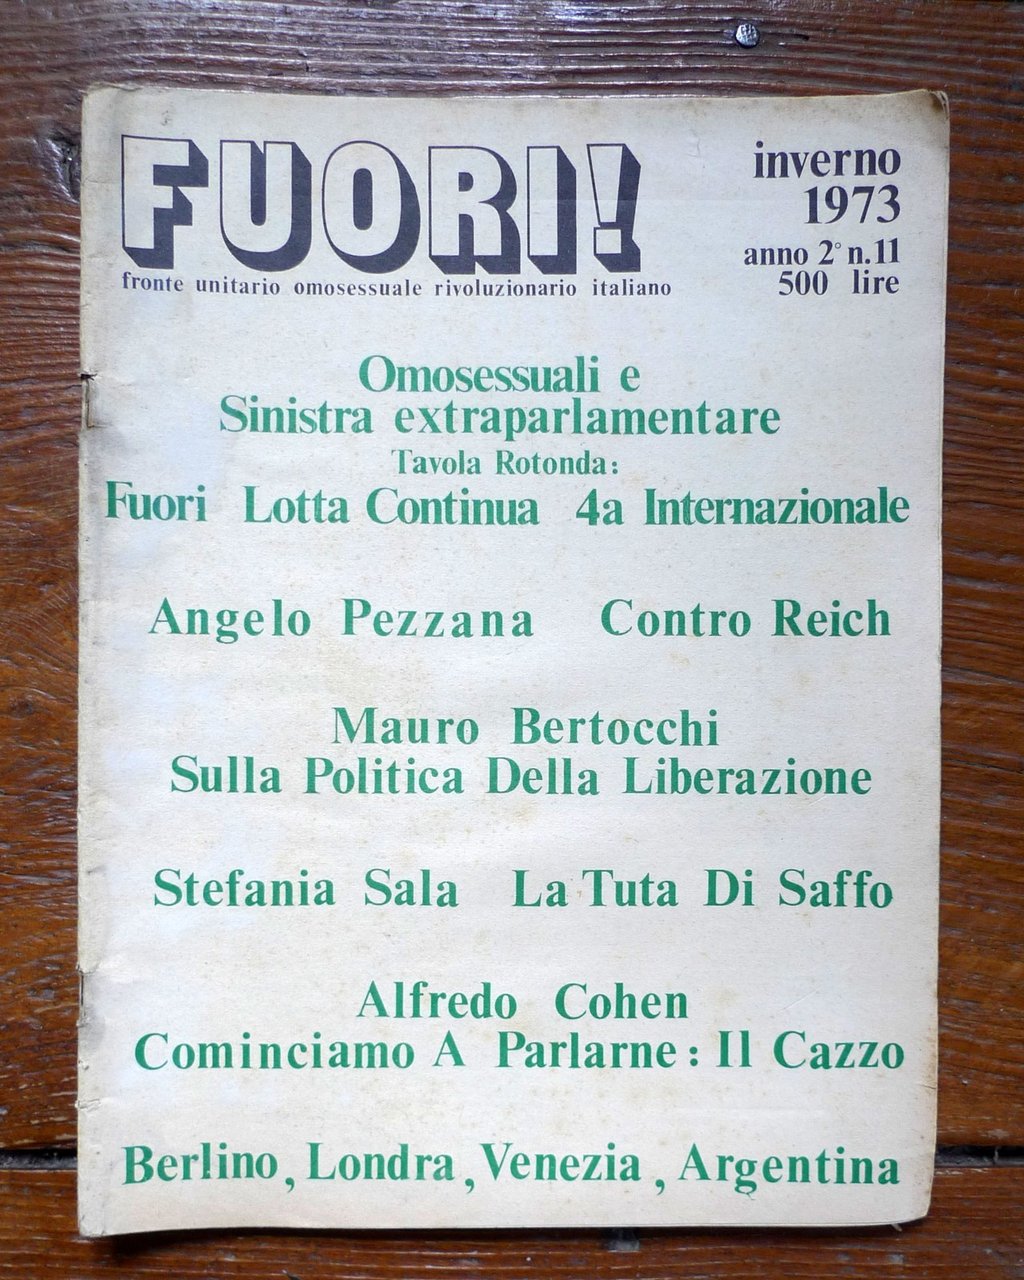 FUORI!
fronte unitario omosessuale rivoluzionario italiano
inverno
1973
anno 2° n.11
500 lire
Omosessuali e
Sinistra extraparlamentare
Tavola Rotonda:
Fuori Lotta Continua 4a Internazionale
Angelo Pezzana Contro Reich
Mauro Bertocchi
Sulla Politica Della Liberazione
Stefania Sala La Tuta Di Saffo
Alfredo Cohen
Cominciamo A Parlarne: Il Cazzo
Berlino, Londra, Venezia, Argentina